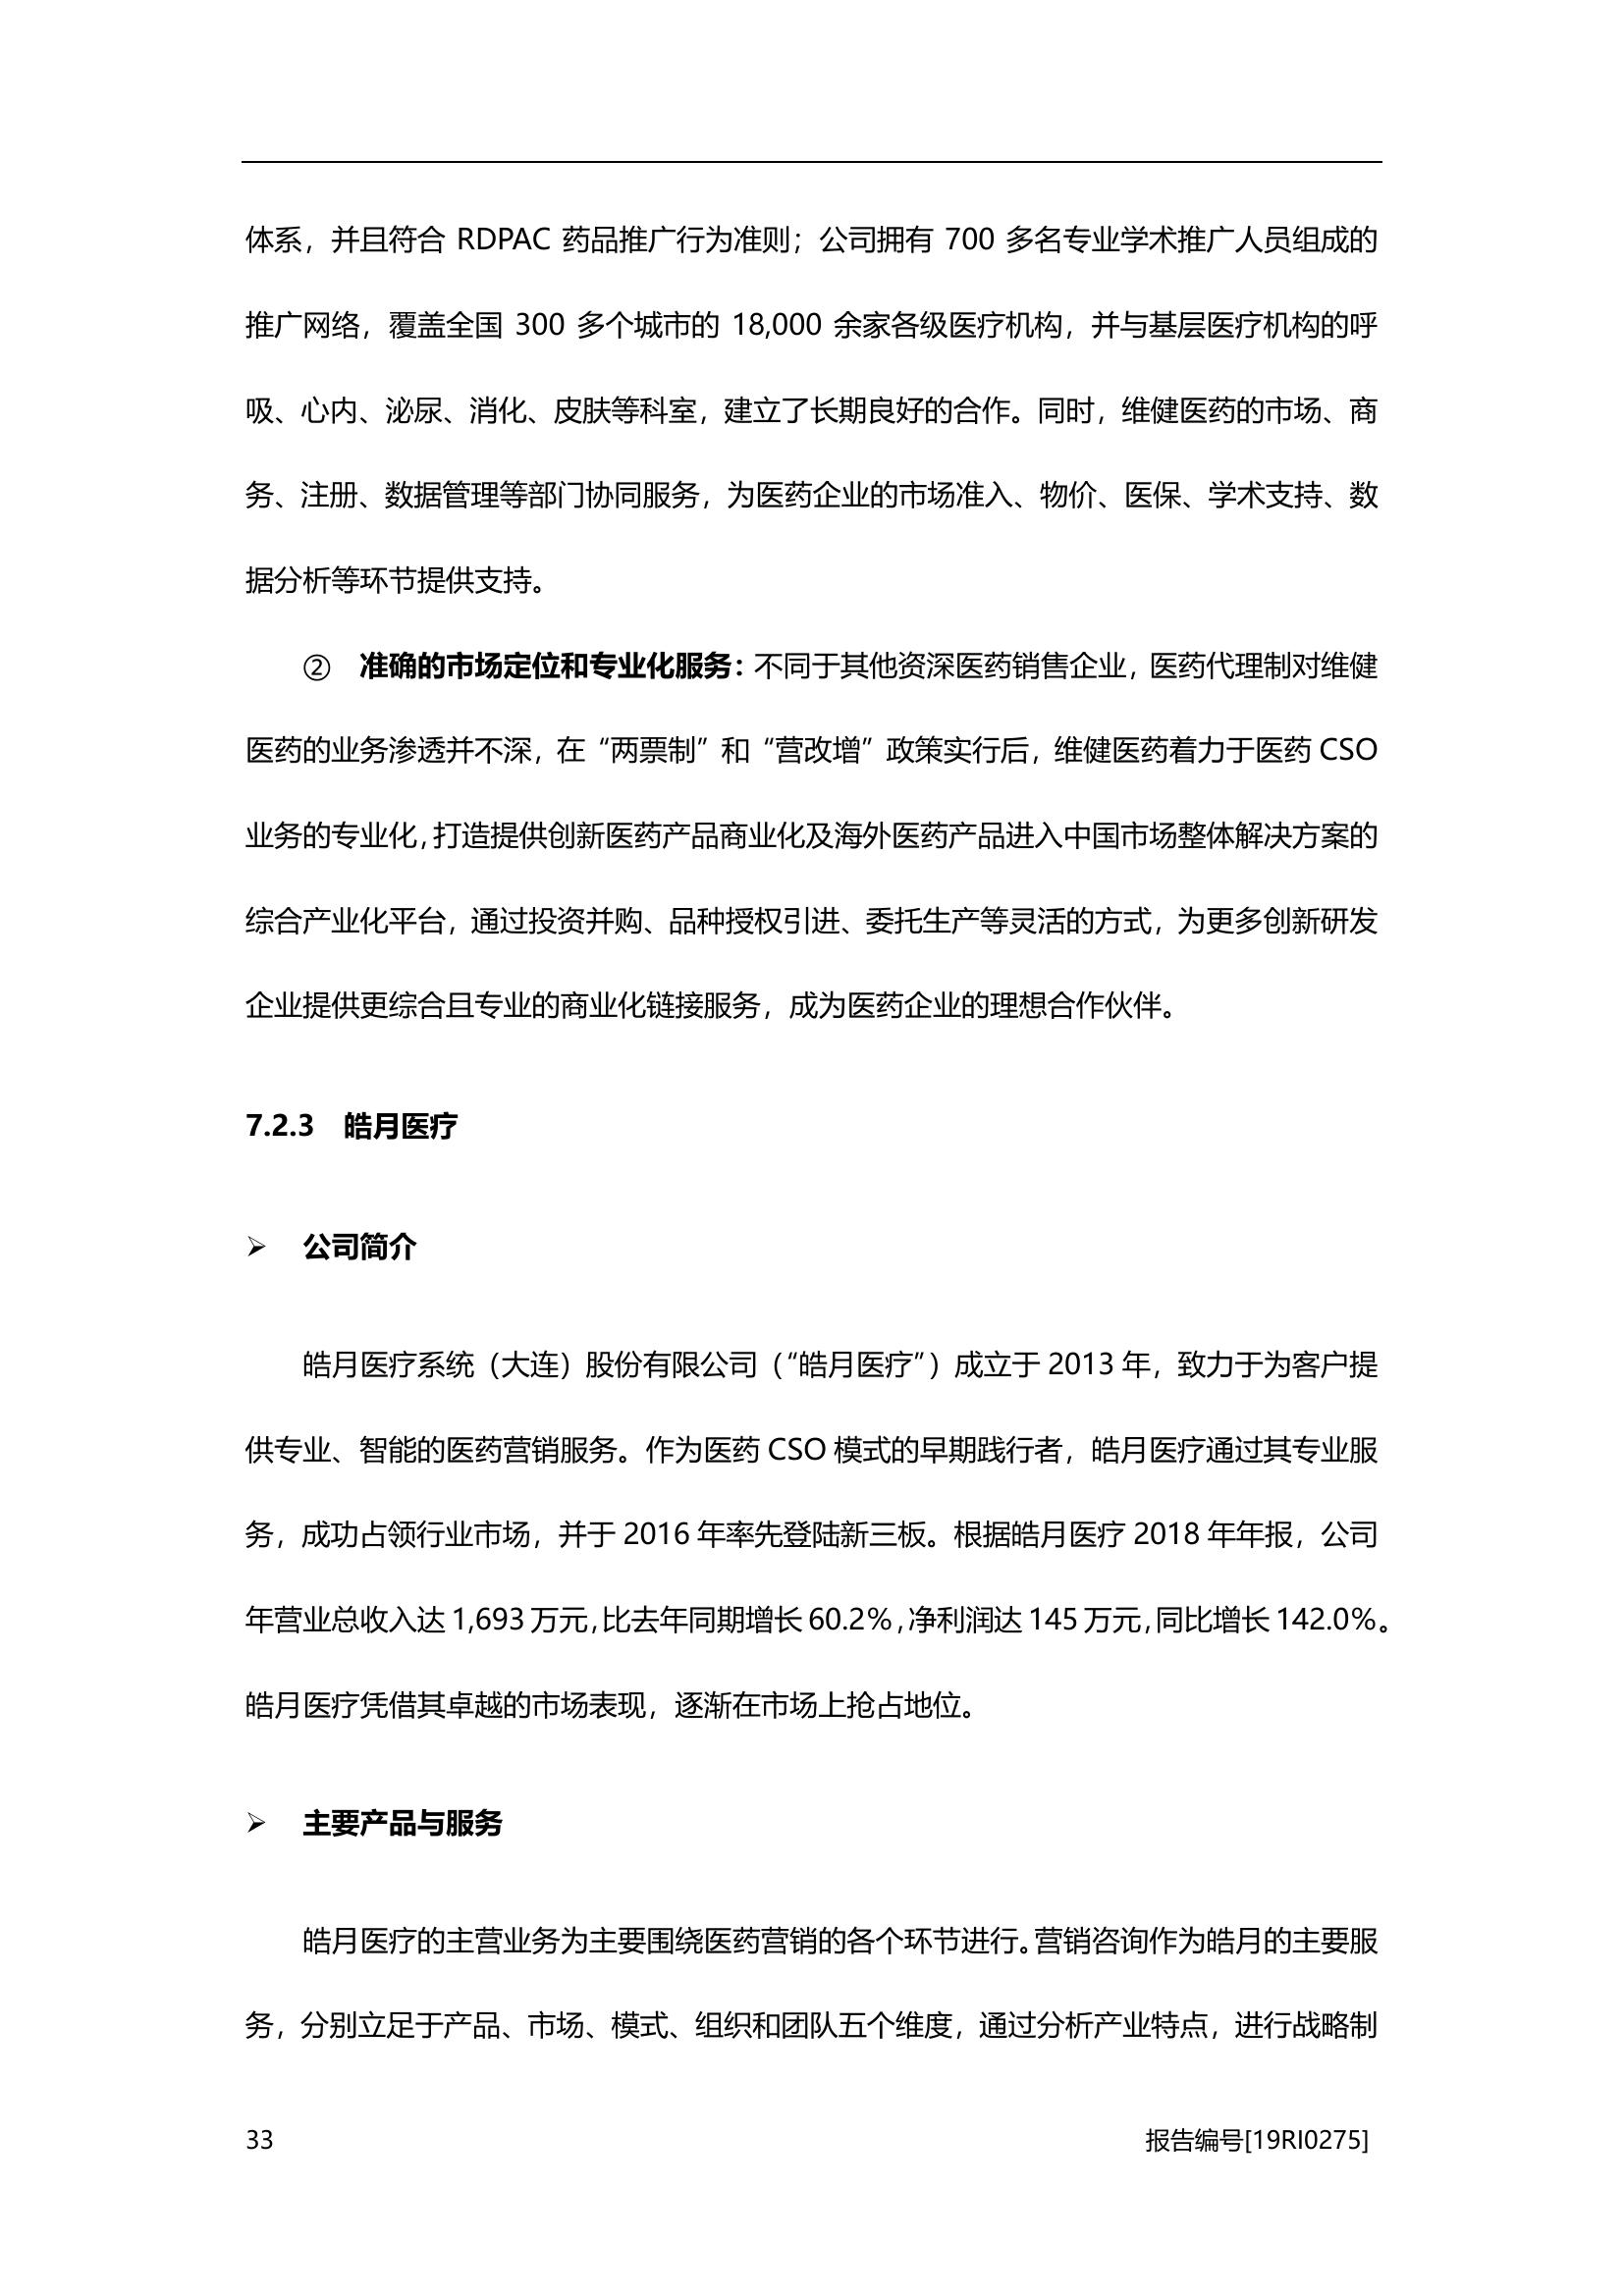 体系，并且符合 RDPAC 药品推广行为准则；公司拥有 700 多名专业学术推广人员组成的
推广网络，覆盖全国 300 多个城市的 18,000 余家各级医疗机构，并与基层医疗机构的呼
吸、心内、泌尿、消化、皮肤等科室，建立了长期良好的合作。同时，维健医药的市场、商
务、注册、数据管理等部门协同服务，为医药企业的市场准入、物价、医保、学术支持、数
据分析等环节提供支持。
② 准确的市场定位和专业化服务：不同于其他资深医药销售企业，医药代理制对维健
医药的业务渗透并不深，在“两票制”和“营改增”政策实行后，维健医药着力于医药 CSO
业务的专业化，打造提供创新医药产品商业化及海外医药产品进入中国市场整体解决方案的
综合产业化平台，通过投资并购、品种授权引进、委托生产等灵活的方式，为更多创新研发
企业提供更综合且专业的商业化链接服务，成为医药企业的理想合作伙伴。
7.2.3 皓月医疗
➢ 公司简介
皓月医疗系统（大连）股份有限公司（“皓月医疗”）成立于 2013 年，致力于为客户提
供专业、智能的医药营销服务。作为医药 CSO 模式的早期践行者，皓月医疗通过其专业服
务，成功占领行业市场，并于 2016 年率先登陆新三板。根据皓月医疗 2018 年年报，公司
年营业总收入达 1,693 万元，比去年同期增长 60.2%，净利润达 145 万元，同比增长 142.0%。
皓月医疗凭借其卓越的市场表现，逐渐在市场上抢占地位。
➢ 主要产品与服务
皓月医疗的主营业务为主要围绕医药营销的各个环节进行。营销咨询作为皓月的主要服
务，分别立足于产品、市场、模式、组织和团队五个维度，通过分析产业特点，进行战略制
33 报告编号[19RI0275]